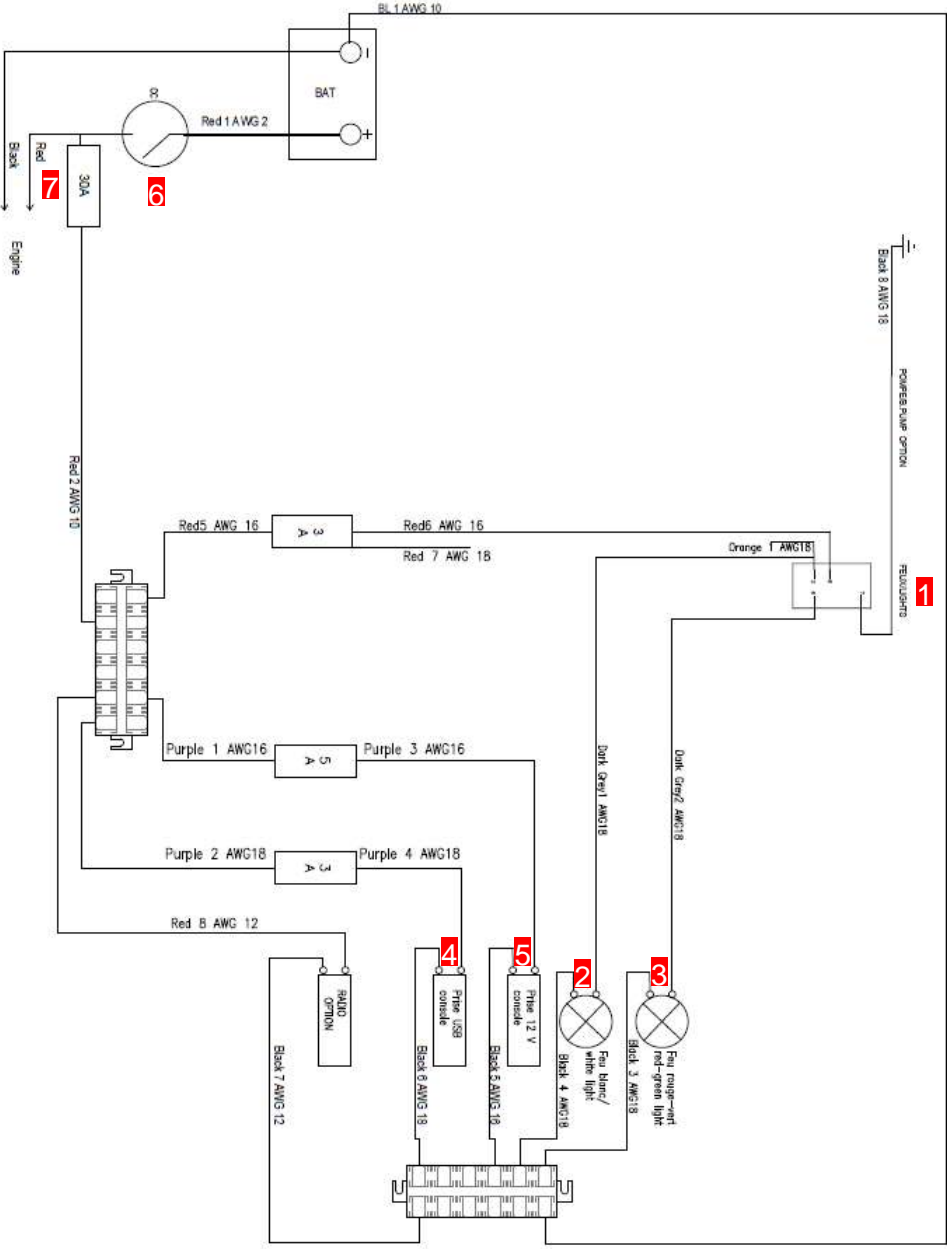 BL 1 AWG 10
BAT
-
+
8
Red 1 AWG 2
6
7
30A
Red
Black
Engine
Black 8 AWG 18
POMPE/B.PUMP OPTION
FEUX/LIGHTS
1
Red 2 AWG 10
Red5 AWG 16
3
A
Red6 AWG 16
Red 7 AWG 18
Orange 1 AWG18
Purple 1 AWG16
5
A
Purple 3 AWG16
Purple 2 AWG18
3
A
Purple 4 AWG18
Dark Grey1 AWG18
Dark Grey2 AWG18
Red 8 AWG 12
4
5
2
3
RADIO
OPTION
Prise USB
console
Prise 12 V
console
Feu blanc/
white light
Feu rouge-vert
red-green light
Black 7 AWG 12
Black 6 AWG 18
Black 5 AWG 16
Black 4 AWG18
Black 3 AWG18